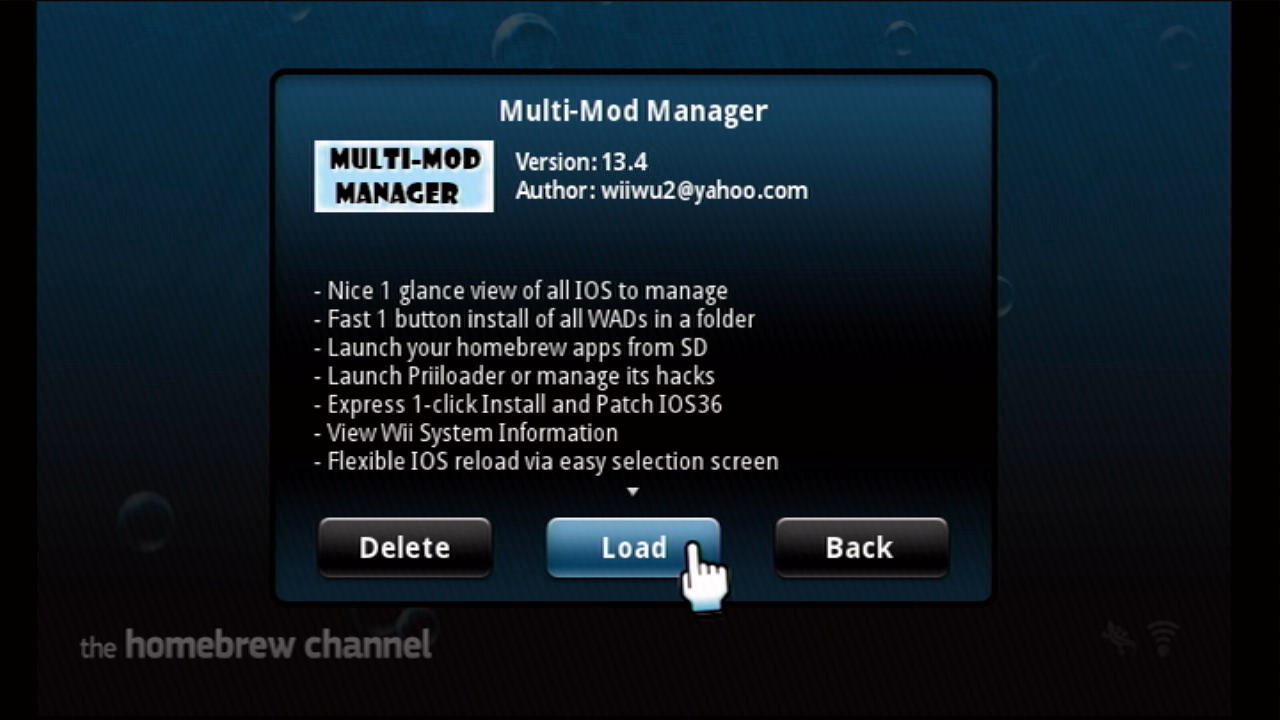 Multi-Mod Manager
MULTI-MOD
MANAGER
Version: 13.4
Author: wiiwu2@yahoo.com
- Nice 1 glance view of all IOS to manage
- Fast 1 button install of all WADs in a folder
- Launch your homebrew apps from SD
- Launch Priiloader or manage its hacks
- Express 1-click Install and Patch IOS36
- View Wii System Information
- Flexible IOS reload via easy selection screen
Delete Load Back
the homebrew channel